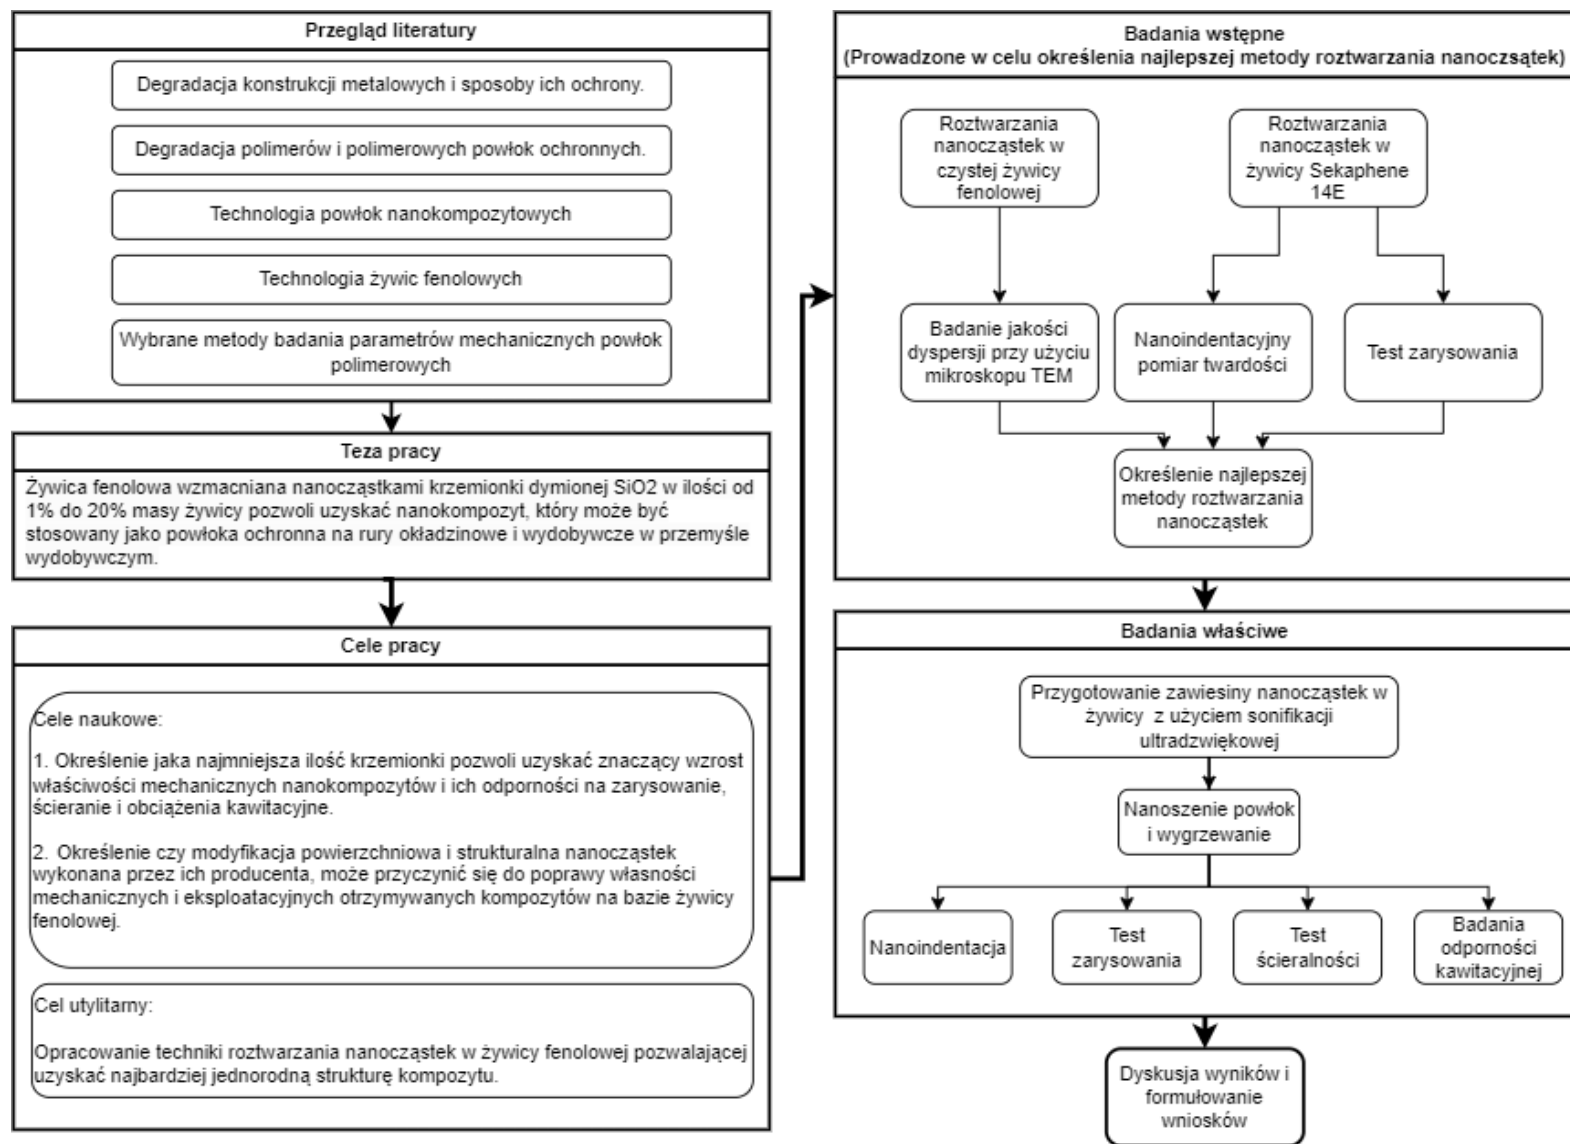 Przegląd literatury
Degradacja konstrukcji metalowych i sposoby ich ochrony.
Degradacja polimerów i polimerowych powłok ochronnych.
Technologia powłok nanokompozytowych
Technologia żywic fenolowych
Wybrane metody badania parametrów mechanicznych powłok
polimerowych
Teza pracy
Żywica fenolowa wzmacniana nanocząstkami krzemionki dymionej SiO2 w ilości od
1% do 20% masy żywicy pozwoli uzyskać nanokompozyt, który może być
stosowany jako powłoka ochronna na rury okładzinowe i wydobywcze w przemyśle
wydobywczym.
Cele pracy
Cele naukowe:
1. Określenie jaka najmniejsza ilość krzemionki pozwoli uzyskać znaczący wzrost
właściwości mechanicznych nanokompozytów i ich odporności na zarysowanie,
ścieranie i obciążenia kawitacyjne.
2. Określenie czy modyfikacja powierzchniowa i strukturalna nanocząstek
wykonana przez ich producenta, może przyczynić się do poprawy własności
mechanicznych i eksploatacyjnych otrzymywanych kompozytów na bazie żywicy
fenolowej.
Cel utylitarny:
Opracowanie techniki roztwarzania nanocząstek w żywicy fenolowej pozwalającej
uzyskać najbardziej jednorodną strukturę kompozytu.
Badania wstępne
(Prowadzone w celu określenia najlepszej metody roztwarzania nanoczsątek)
Roztwarzania
nanocząstek w
czystej żywicy
fenolowej
Roztwarzania
nanocząstek w
żywicy Sekaphene
14E
Badanie jakości
dyspersji przy użyciu
mikroskopu TEM
Nanoindentacyjny
pomiar twardości
Test zarysowania
Określenie najlepszej
metody roztwarzania
nanocząstek
Badania właściwe
Przygotowanie zawiesiny nanocząstek w
żywicy z użyciem sonifikacji
ultradzwiękowej
Nanoszenie powłok
i wygrzewanie
Nanoindentacja
Test
zarysowania
Test
ścieralności
Badania
odporności
kawitacyjnej
Dyskusja wyników i
formułowanie
wniosków